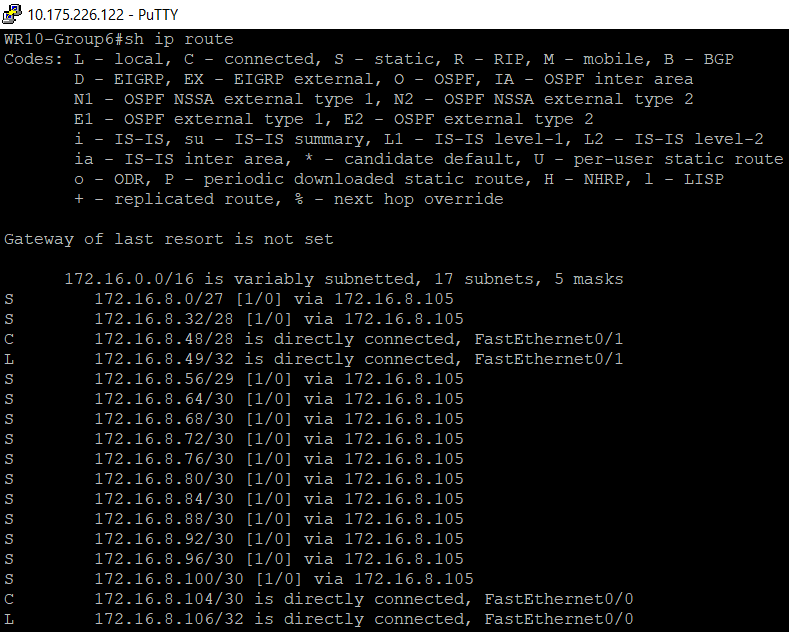 10.175.226.122 - PuTTY
WR10-Group6#sh ip route
Codes: L - local, C - connected, S - static, R - RIP, M - mobile, B - BGP
       D - EIGRP, EX - EIGRP external, O - OSPF, IA - OSPF inter area
       N1 - OSPF NSSA external type 1, N2 - OSPF NSSA external type 2
       E1 - OSPF external type 1, E2 - OSPF external type 2
       i - IS-IS, su - IS-IS summary, L1 - IS-IS level-1, L2 - IS-IS level-2
       ia - IS-IS inter area, * - candidate default, U - per-user static route
       o - ODR, P - periodic downloaded static route, H - NHRP, l - LISP
       + - replicated route, % - next hop override
Gateway of last resort is not set
      172.16.0.0/16 is variably subnetted, 17 subnets, 5 masks
S        172.16.8.0/27 [1/0] via 172.16.8.105
S        172.16.8.32/28 [1/0] via 172.16.8.105
C        172.16.8.48/28 is directly connected, FastEthernet0/1
L        172.16.8.49/32 is directly connected, FastEthernet0/1
S        172.16.8.56/29 [1/0] via 172.16.8.105
S        172.16.8.64/30 [1/0] via 172.16.8.105
S        172.16.8.68/30 [1/0] via 172.16.8.105
S        172.16.8.72/30 [1/0] via 172.16.8.105
S        172.16.8.76/30 [1/0] via 172.16.8.105
S        172.16.8.80/30 [1/0] via 172.16.8.105
S        172.16.8.84/30 [1/0] via 172.16.8.105
S        172.16.8.88/30 [1/0] via 172.16.8.105
S        172.16.8.92/30 [1/0] via 172.16.8.105
S        172.16.8.96/30 [1/0] via 172.16.8.105
S        172.16.8.100/30 [1/0] via 172.16.8.105
C        172.16.8.104/30 is directly connected, FastEthernet0/0
L        172.16.8.106/32 is directly connected, FastEthernet0/0